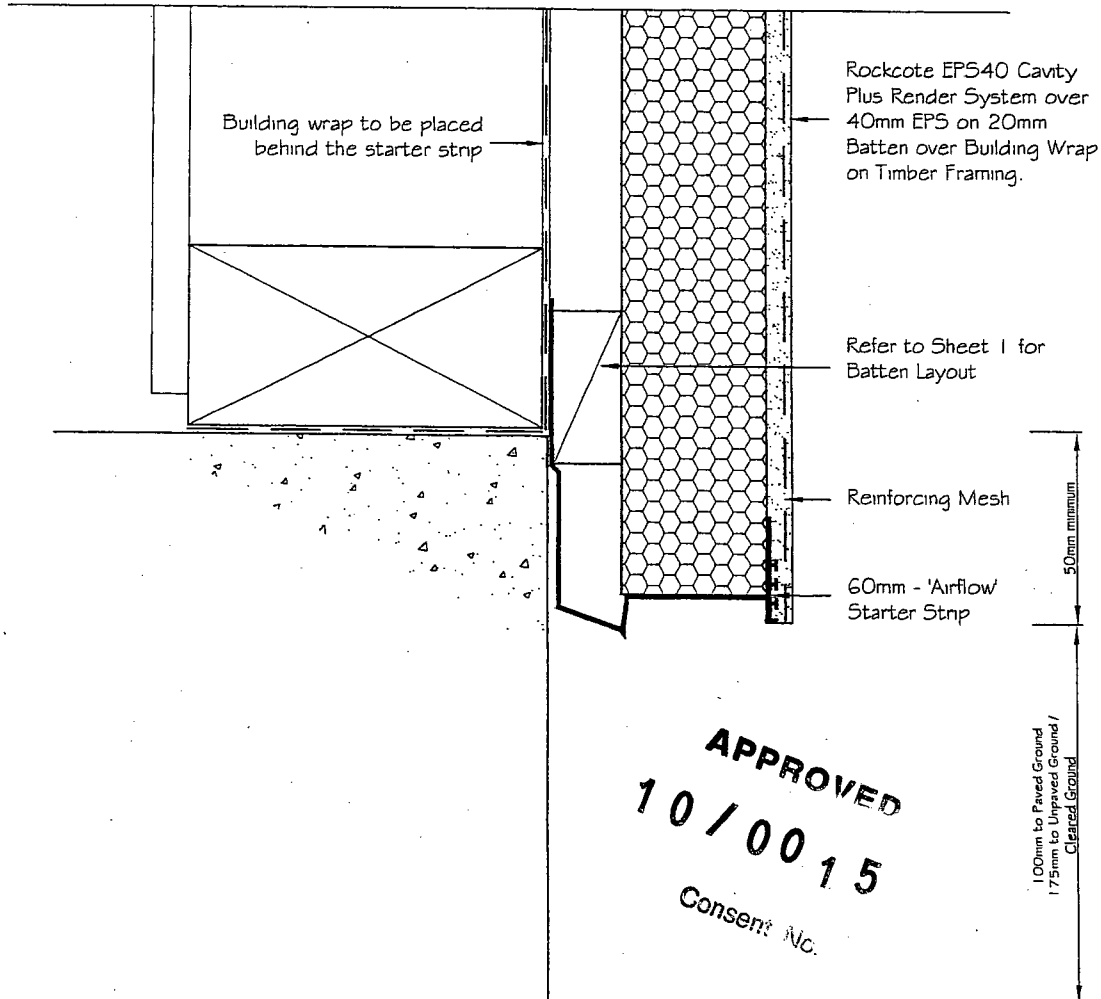 Building wrap to be placed
behind the starter strip
Rockcote EPS40 Cavity
Plus Render System over
40mm EPS on 20mm
Batten over Building Wrap
on Timber Framing.
Refer to Sheet 1 for
Batten Layout
Reinforcing Mesh
60mm - 'Airflow'
Starter Strip
50mm minimum
100mm to Paved Ground
175mm to Unpaved Ground /
Cleared Ground
APPROVED
10/0015
Consent No.